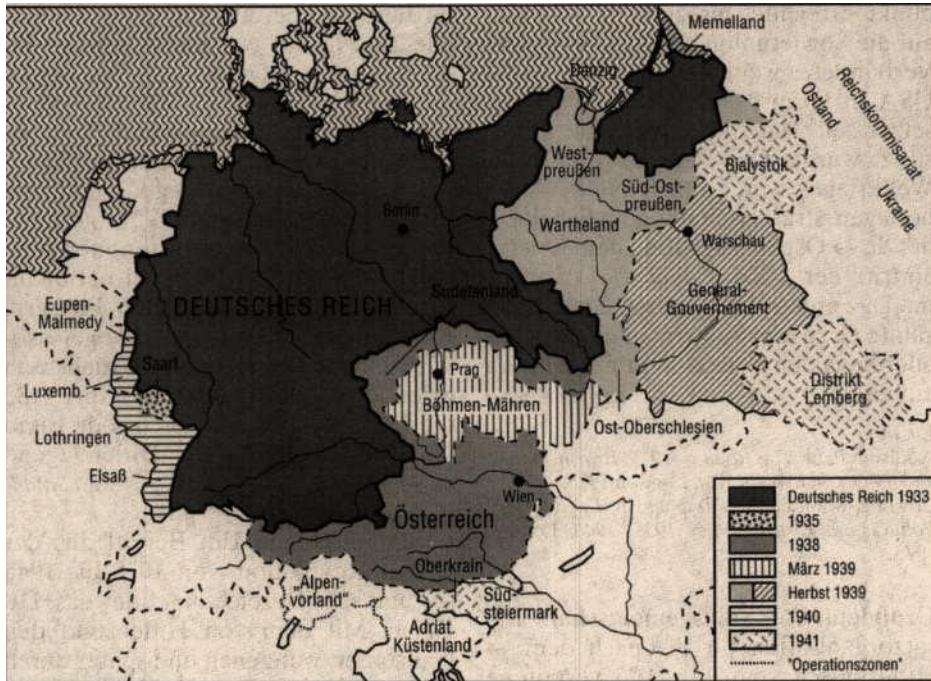 Memelland
Danzig
Ostland
Reichskommisariat
Ukraine
West-
preußen
Bialystok
Süd-Ost-
preußen
Berlin
Wartheland
Warschau
DEUTSCHES REICH
Sudetenland
General-
Gouvernement
Eupen-
Malmedy
Saarl.
Luxemb.
Prag
Böhmen-Mähren
Distrikt
Lemberg
Lothringen
Ost-Oberschlesien
Elsaß
Wien
Österreich
Oberkrain
„Alpen-
vorland“
Süd-
steiermark
Adriat.
Küstenland
Deutsches Reich 1933
1935
1938
März 1939
Herbst 1939
1940
1941
"Operationszonen"